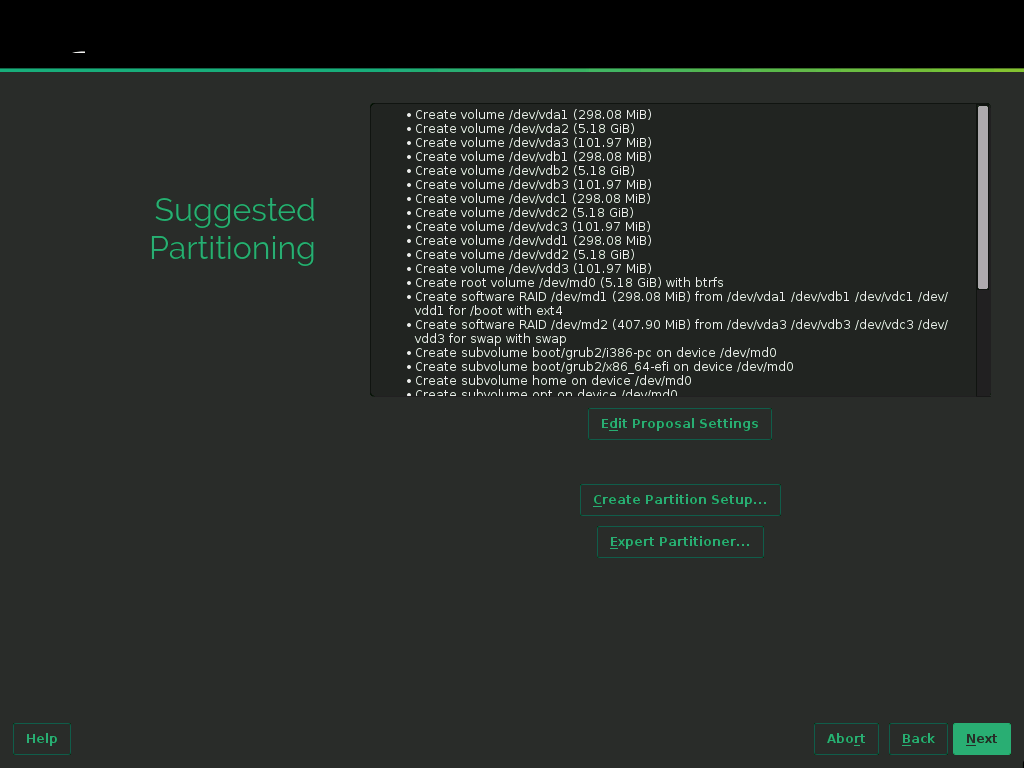 Suggested
Partitioning
• Create volume /dev/vda1 (298.08 MiB)
• Create volume /dev/vda2 (5.18 GiB)
• Create volume /dev/vda3 (101.97 MiB)
• Create volume /dev/vdb1 (298.08 MiB)
• Create volume /dev/vdb2 (5.18 GiB)
• Create volume /dev/vdb3 (101.97 MiB)
• Create volume /dev/vdc1 (298.08 MiB)
• Create volume /dev/vdc2 (5.18 GiB)
• Create volume /dev/vdc3 (101.97 MiB)
• Create volume /dev/vdd1 (298.08 MiB)
• Create volume /dev/vdd2 (5.18 GiB)
• Create volume /dev/vdd3 (101.97 MiB)
• Create root volume /dev/md0 (5.18 GiB) with btrfs
• Create software RAID /dev/md1 (298.08 MiB) from /dev/vda1 /dev/vdb1 /dev/vdc1 /dev/
vdd1 for /boot with ext4
• Create software RAID /dev/md2 (407.90 MiB) from /dev/vda3 /dev/vdb3 /dev/vdc3 /dev/
vdd3 for swap with swap
• Create subvolume boot/grub2/i386-pc on device /dev/md0
• Create subvolume boot/grub2/x86_64-efi on device /dev/md0
• Create subvolume home on device /dev/md0
• Create subvolume opt on device /dev/md0
Edit Proposal Settings
Create Partition Setup...
Expert Partitioner...
Help
Abort
Back
Next